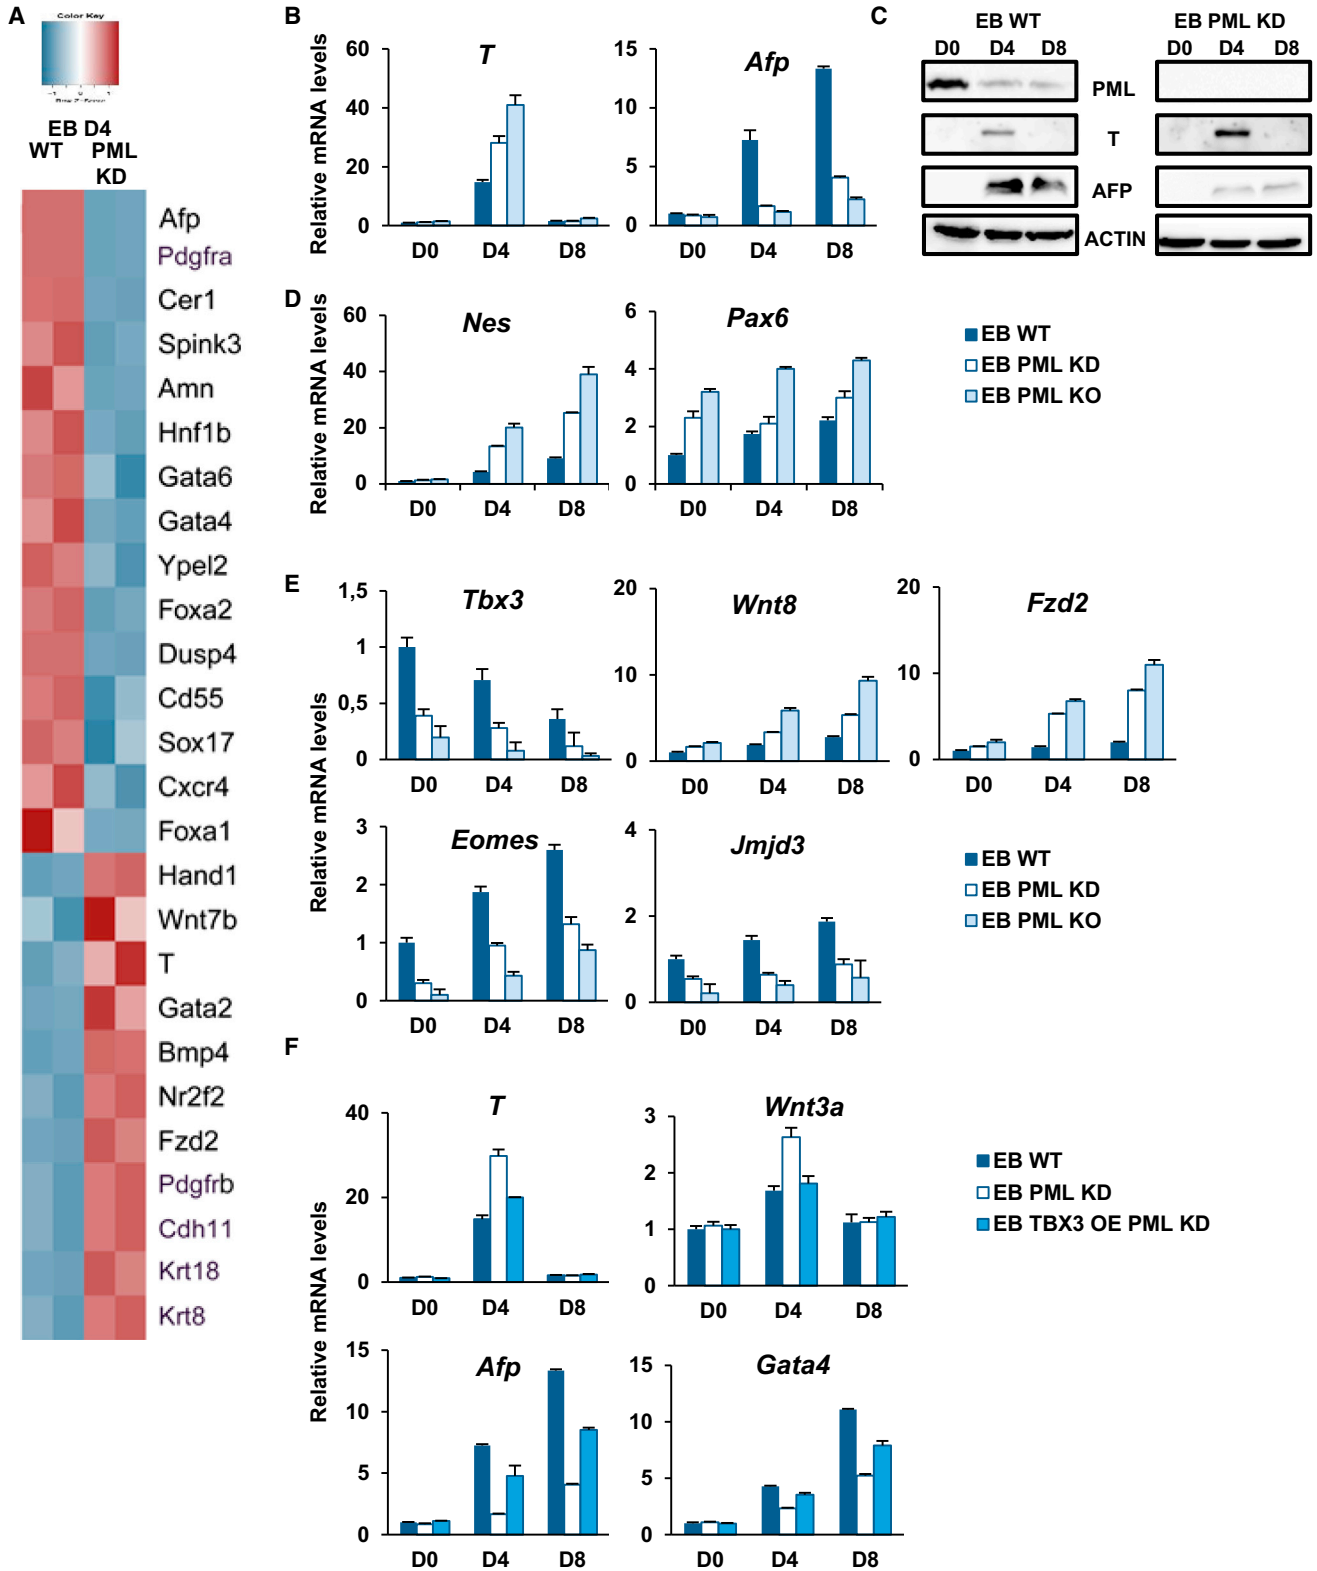 A
Color Key
-1 0 1
EB D4
WT PML
KD
Afp
Pdgfra
Cer1
Spink3
Amn
Hnf1b
Gata6
Gata4
Ypel2
Foxa2
Dusp4
Cd55
Sox17
Cxcr4
Foxa1
Hand1
Wnt7b
T
Gata2
Bmp4
Nr2f2
Fzd2
Pdgfrb
Cdh11
Krt18
Krt8
B
Relative mRNA levels
T
60
40
20
0
D0 D4 D8
Afp
15
10
5
0
D0 D4 D8
C
EB WT EB PML KD
D0 D4 D8 D0 D4 D8
PML
T
AFP
ACTIN
D
Relative mRNA levels
Nes
60
40
20
0
D0 D4 D8
Pax6
6
4
2
0
D0 D4 D8
EB WT
EB PML KD
EB PML KO
E
Relative mRNA levels
Tbx3
1,5
1
0,5
0
D0 D4 D8
Wnt8
20
10
0
D0 D4 D8
Fzd2
20
10
0
D0 D4 D8
Eomes
3
2
1
0
D0 D4 D8
Jmjd3
4
2
0
D0 D4 D8
EB WT
EB PML KD
EB PML KO
F
Relative mRNA levels
T
40
20
0
D0 D4 D8
Wnt3a
3
2
1
0
D0 D4 D8
EB WT
EB PML KD
EB TBX3 OE PML KD
Afp
15
10
5
0
D0 D4 D8
Gata4
15
10
5
0
D0 D4 D8